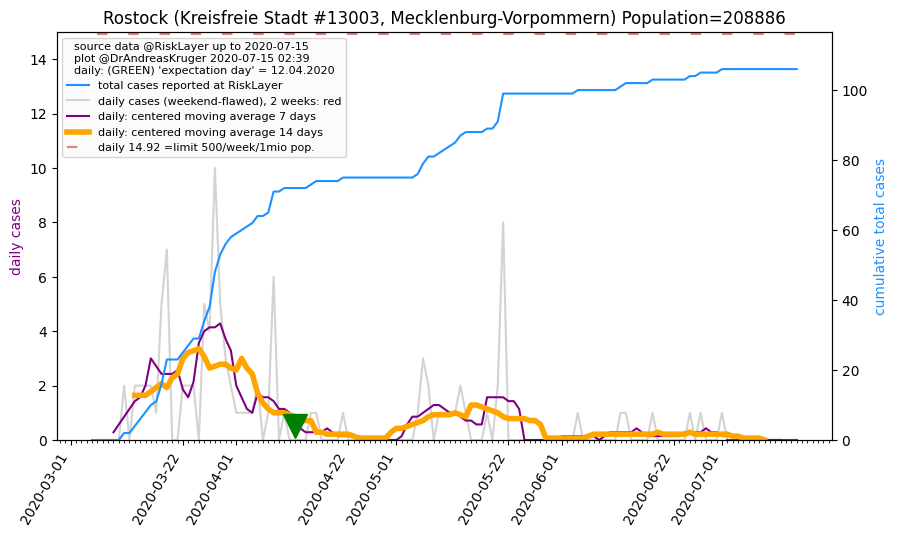 Rostock (Kreisfreie Stadt #13003, Mecklenburg-Vorpommern) Population=208886
source data @RiskLayer up to 2020-07-15
plot @DrAndreasKruger 2020-07-15 02:39
daily: (GREEN) 'expectation day' = 12.04.2020
total cases reported at RiskLayer
daily cases (weekend-flawed), 2 weeks: red
daily: centered moving average 7 days
daily: centered moving average 14 days
daily 14.92 =limit 500/week/1mio pop.
daily cases
14
12
10
8
6
4
2
0
cumulative total cases
100
80
60
40
20
0
2020-03-01
2020-03-22
2020-04-01
2020-04-22
2020-05-01
2020-05-22
2020-06-01
2020-06-22
2020-07-01